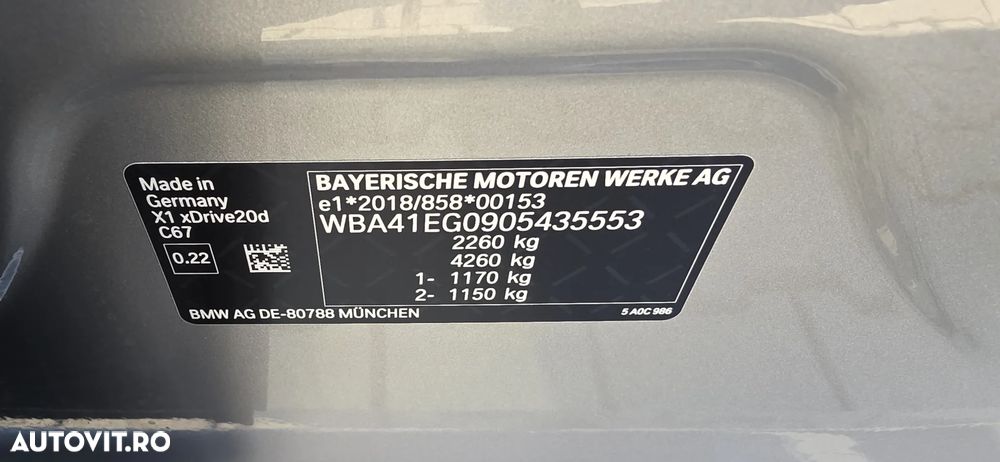 Made in
Germany
X1 xDrive20d
C67
0.22
BAYERISCHE MOTOREN WERKE AG
e1*2018/858*00153
WBA41EG0905435553
2260 kg
4260 kg
1- 1170 kg
2- 1150 kg
BMW AG DE-80788 MÜNCHEN
5 A0C 986
AUTOVIT.RO